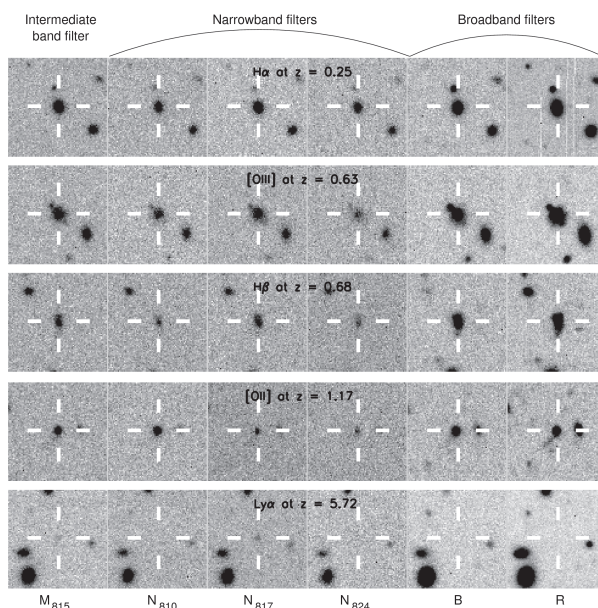 Intermediate
band filter
Narrowband filters
Broadband filters
Hα at z = 0.25
[OIII] at z = 0.63
Hβ at z = 0.68
[OII] at z = 1.17
Lyα at z = 5.72
M815 N810 N817 N824 B R